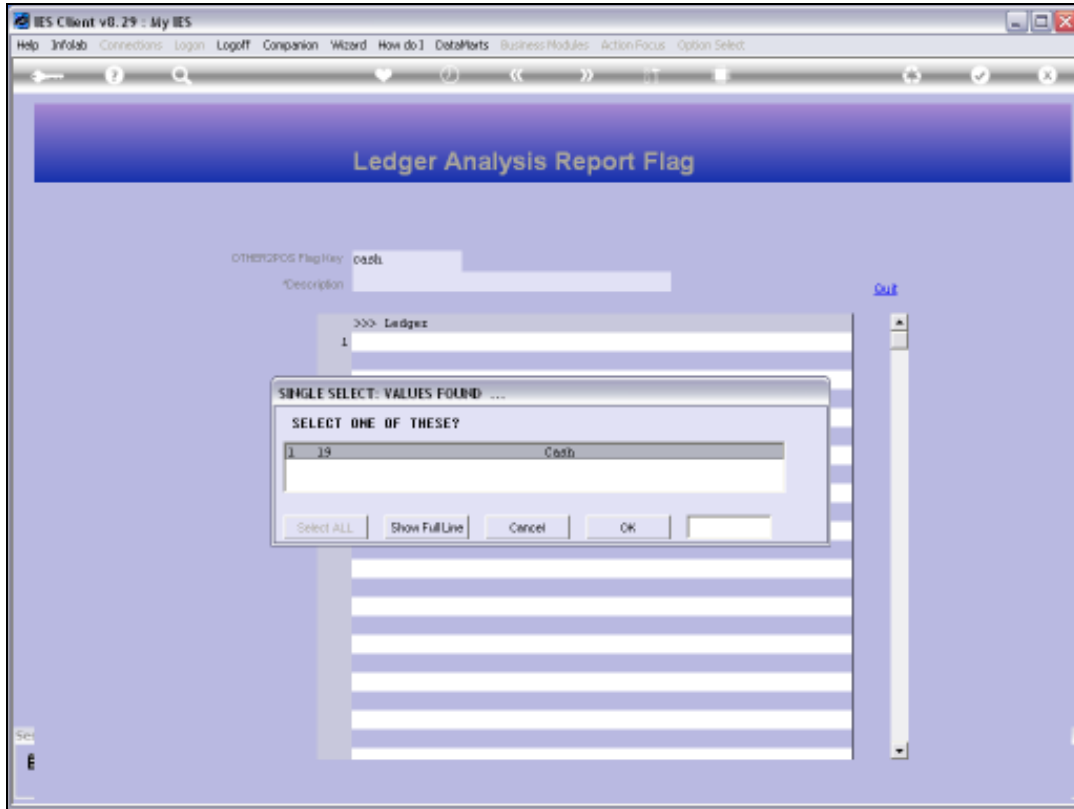 IES Client v8.29 : My IES
Help Infolab Connections Logon Logoff Companion Wizard How do I DataMarts Business Modules Action Focus Option Select
Ledger Analysis Report Flag
Flag Key cash
*Description
Quit
>>> Ledger
1
SINGLE SELECT: VALUES FOUND ...
SELECT ONE OF THESE?
1 19 Cash
Select ALL Show Full Line Cancel OK